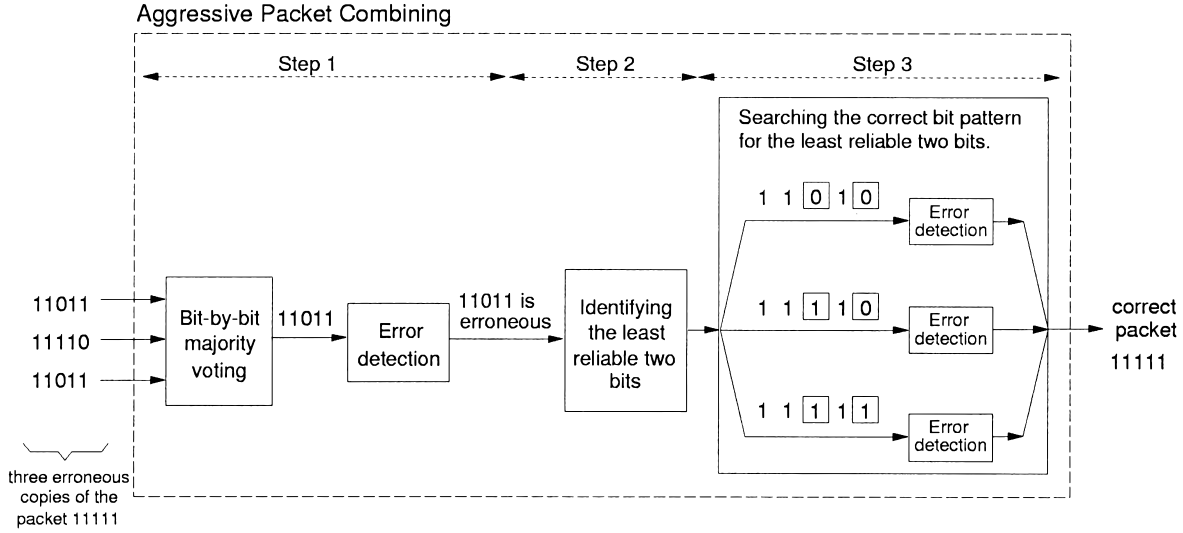 Aggressive Packet Combining
Step 1
Step 2
Step 3
Searching the correct bit pattern
for the least reliable two bits.
1 1 0 1 0
Error
detection
11011
11110
11011
Bit-by-bit
majority
voting
11011
Error
detection
11011 is
erroneous
Identifying
the least
reliable two
bits
1 1 1 1 0
Error
detection
1 1 1 1 1
Error
detection
correct
packet
11111
three erroneous
copies of the
packet 11111